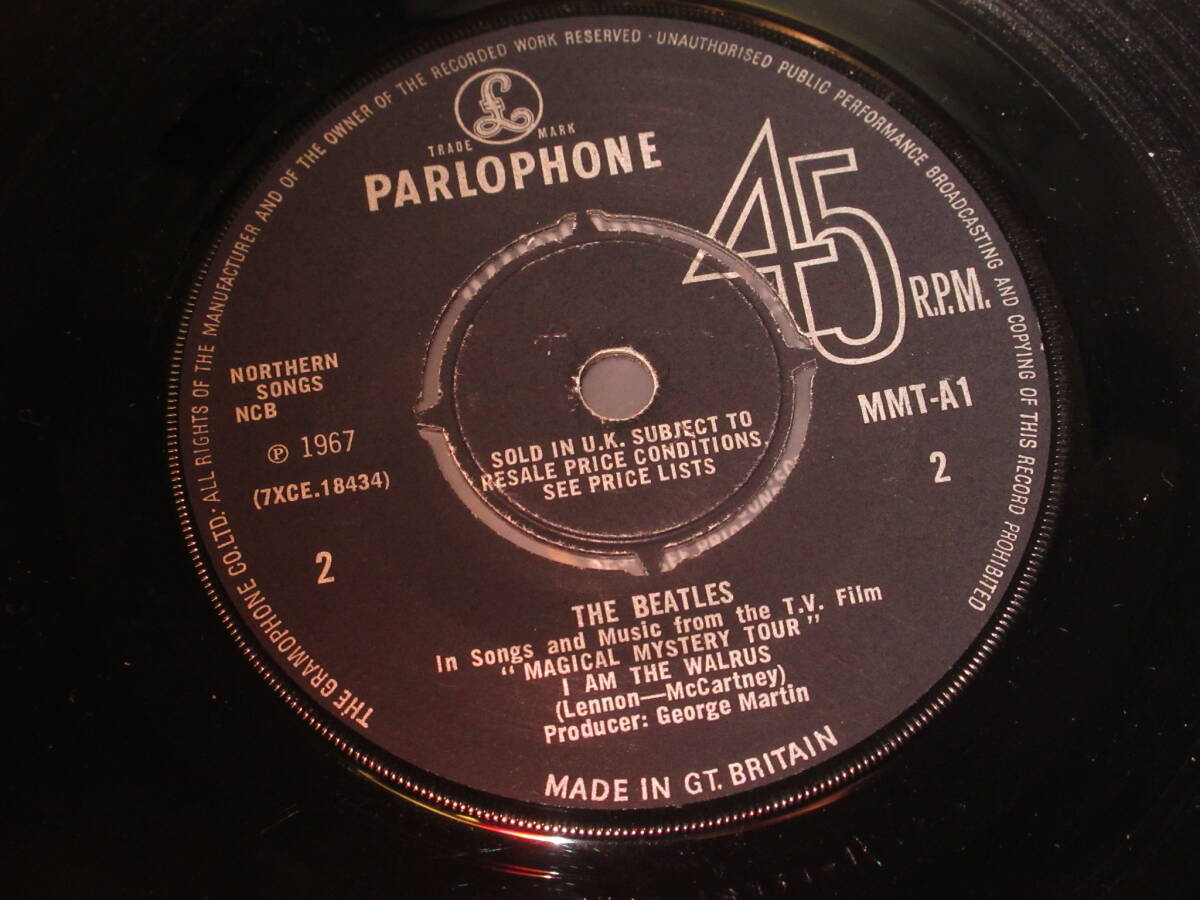 THE GRAMOPHONE CO. LTD. ALL RIGHTS OF THE MANUFACTURER AND OF THE OWNER OF THE RECORDED WORK RESERVED · UNAUTHORISED PUBLIC PERFORMANCE BROADCASTING AND COPYING OF THIS RECORD PROHIBITED
£
TRADE MARK
PARLOPHONE
45
R.P.M.
NORTHERN
SONGS
NCB
℗ 1967
(7XCE.18434)
2
MMT-A1
2
SOLD IN U.K. SUBJECT TO
RESALE PRICE CONDITIONS,
SEE PRICE LISTS
THE BEATLES
In Songs and Music from the T.V. Film
"MAGICAL MYSTERY TOUR"
I AM THE WALRUS
(Lennon—McCartney)
Producer: George Martin
MADE IN GT. BRITAIN